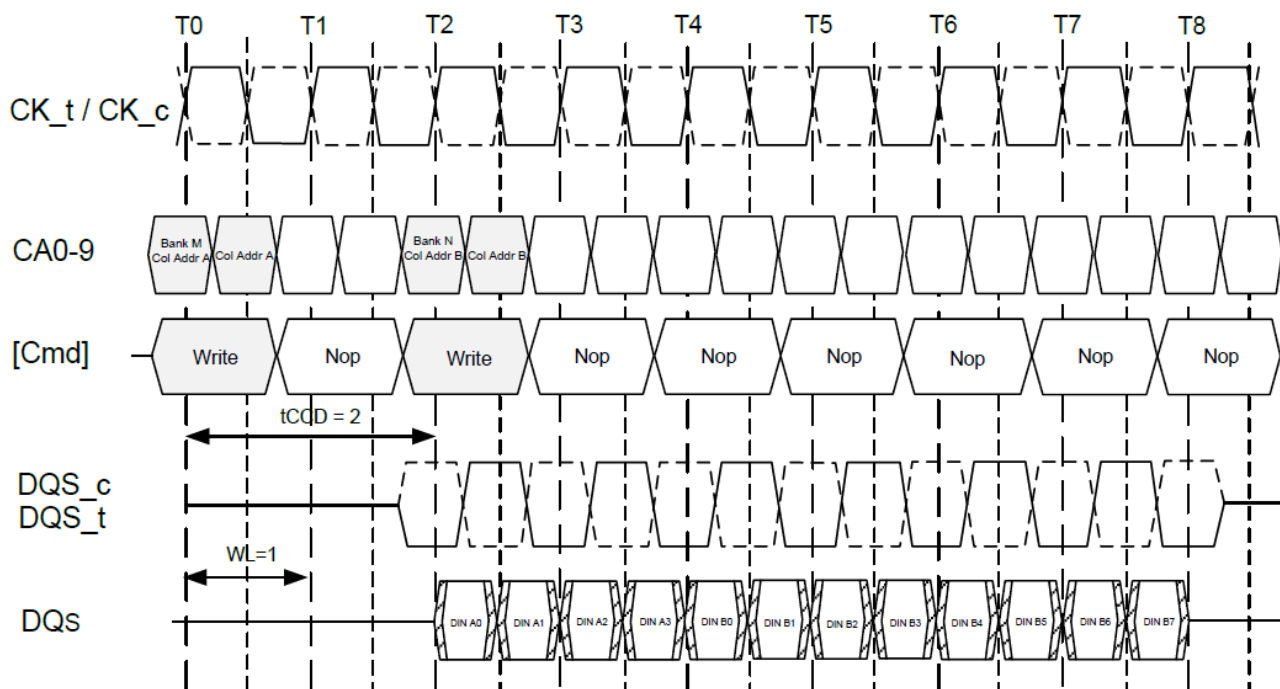 T0 T1 T2 T3 T4 T5 T6 T7 T8
CK_t / CK_c
CA0-9
Bank M
Col Addr A
Col Addr A
Bank N
Col Addr B
Col Addr B
[Cmd]
Write Nop Write Nop Nop Nop Nop Nop Nop
tCCD = 2
DQS_c
DQS_t
WL=1
DQs
DIN A0 DIN A1 DIN A2 DIN A3 DIN B0 DIN B1 DIN B2 DIN B3 DIN B4 DIN B5 DIN B6 DIN B7